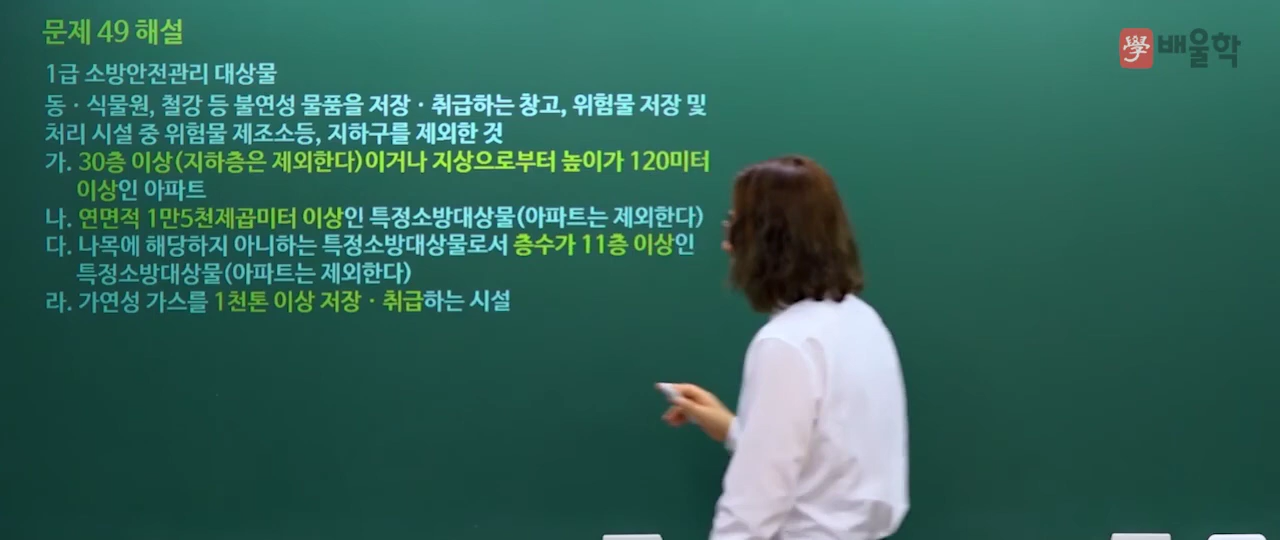 문제 49 해설
學 배울학
1급 소방안전관리 대상물
동·식물원, 철강 등 불연성 물품을 저장·취급하는 창고, 위험물 저장 및
처리 시설 중 위험물 제조소등, 지하구를 제외한 것
가. 30층 이상(지하층은 제외한다)이거나 지상으로부터 높이가 120미터
이상인 아파트
나. 연면적 1만5천제곱미터 이상인 특정소방대상물(아파트는 제외한다)
다. 나목에 해당하지 아니하는 특정소방대상물로서 층수가 11층 이상인
특정소방대상물(아파트는 제외한다)
라. 가연성 가스를 1천톤 이상 저장·취급하는 시설